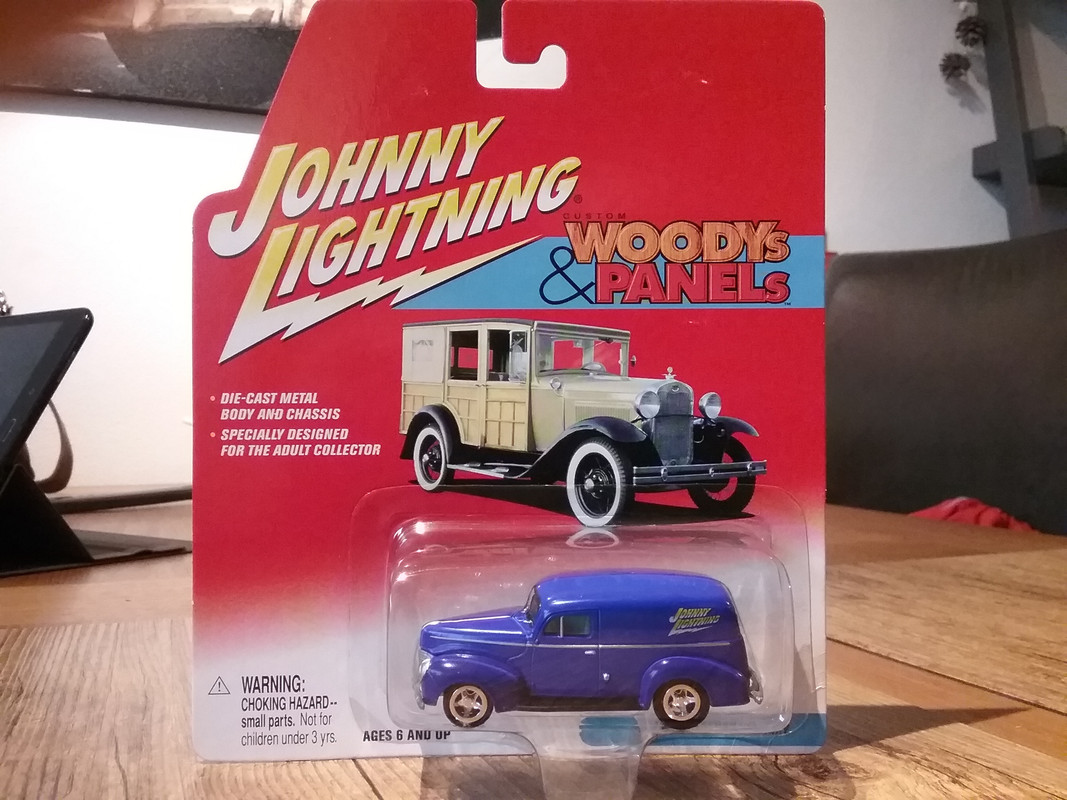 JOHNNY
LIGHTNING®
CUSTOM
WOODYs
& PANELs™
• DIE-CAST METAL
BODY AND CHASSIS
• SPECIALLY DESIGNED
FOR THE ADULT COLLECTOR
JOHNNY
LIGHTNING
WARNING:
CHOKING HAZARD--
small parts. Not for
children under 3 yrs.
AGES 6 AND UP